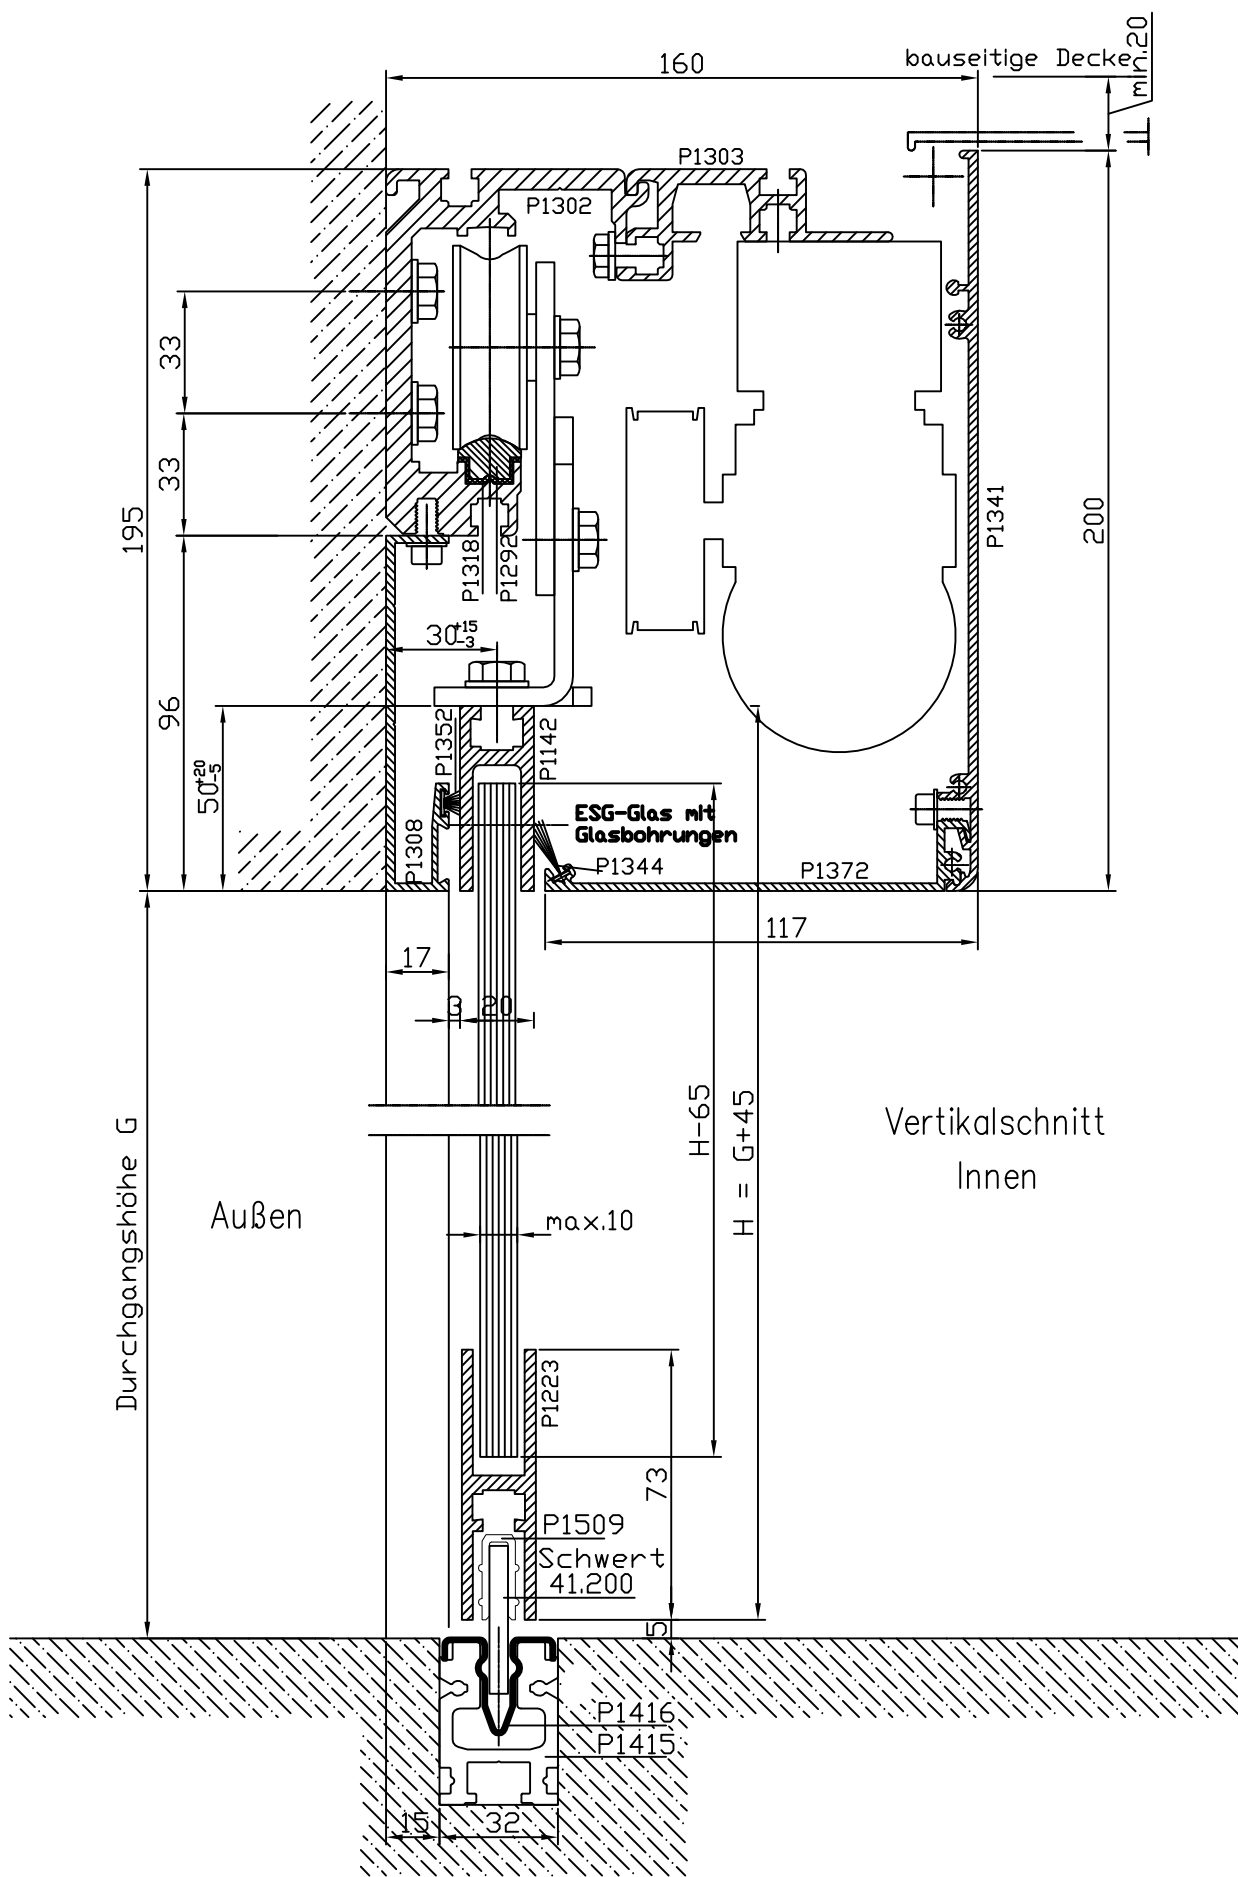 160
bauseitige Decke
min.20
P1303
P1302
33
33
195
96
P1318
P1292
P1341
200
30 +15 -3
50 +20 -5
P1352
P1142
P1308
ESG-Glas mit
Glasbohrungen
P1344
P1372
117
17
3
20
H-65
H = G+45
Vertikalschnitt
Innen
Außen
Durchgangshöhe G
max.10
P1223
73
P1509
Schwert
41.200
5
P1416
P1415
15
32